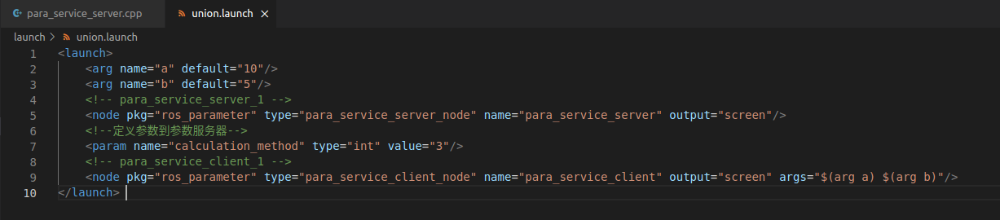 para_service_server.cpp union.launch
launch > union.launch
1 <launch>
2 <arg name="a" default="10"/>
3 <arg name="b" default="5"/>
4 <!-- para_service_server_1 -->
5 <node pkg="ros_parameter" type="para_service_server_node" name="para_service_server" output="screen"/>
6 <!--定义参数到参数服务器-->
7 <param name="calculation_method" type="int" value="3"/>
8 <!-- para_service_client_1 -->
9 <node pkg="ros_parameter" type="para_service_client_node" name="para_service_client" output="screen" args="$(arg a) $(arg b)"/>
10 </launch>